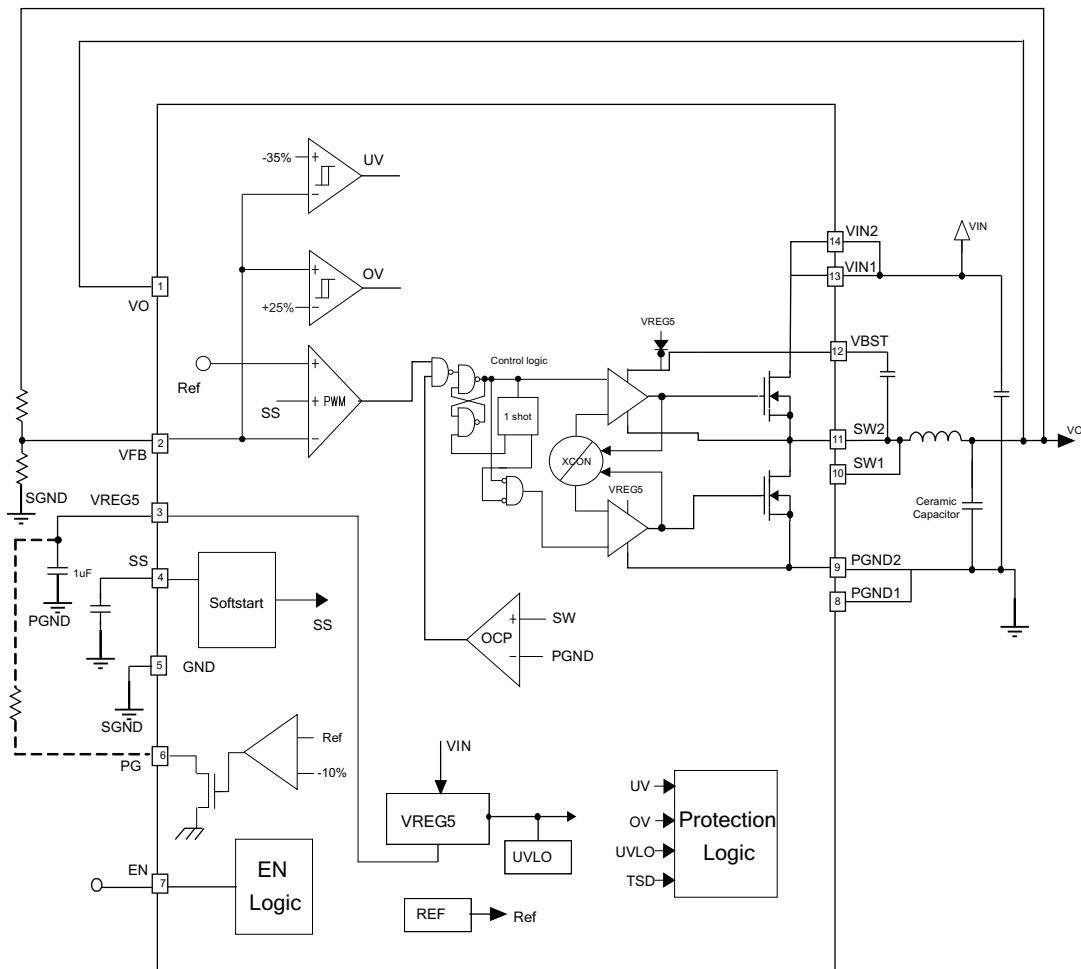 -35%
+
−
UV
+
+25%
−
OV
1
VO
Ref
SS
+
+
−
PWM
Control logic
1 shot
VREG5
XCON
VREG5
VIN2
14
VIN1
13
VIN
VBST
12
SW2
11
SW1
10
VO
Ceramic
Capacitor
PGND2
9
PGND1
8
2
VFB
SGND
VREG5
3
1uF
PGND
SS
4
Softstart
SS
GND
5
SGND
OCP
+
−
SW
PGND
PG
6
Ref
-10%
VIN
VREG5
UVLO
REF
Ref
EN
7
EN
Logic
UV
OV
UVLO
TSD
Protection
Logic